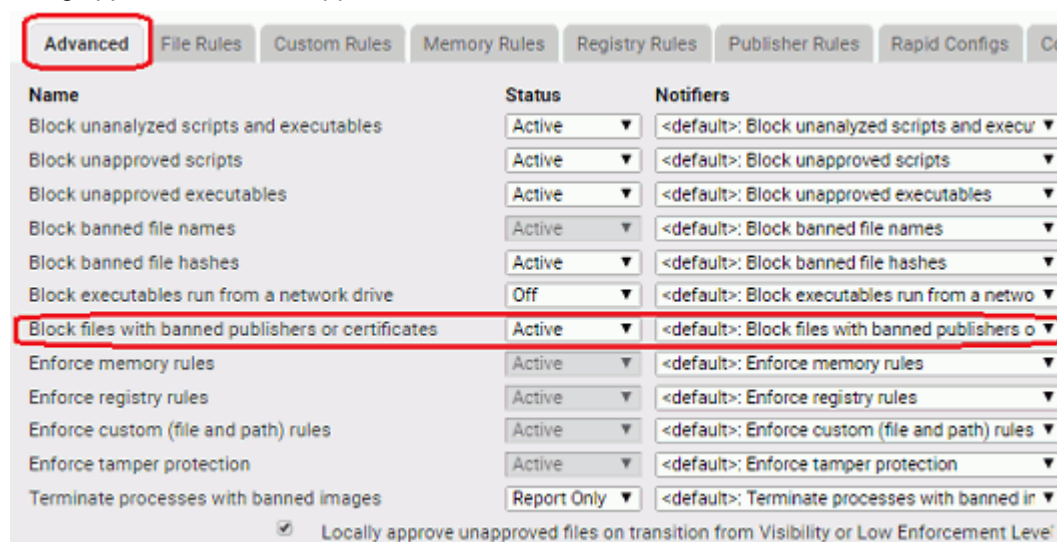 Advanced File Rules Custom Rules Memory Rules Registry Rules Publisher Rules Rapid Configs
Name Status Notifiers
Block unanalyzed scripts and executables Active <default>: Block unanalyzed scripts and execu
Block unapproved scripts Active <default>: Block unapproved scripts
Block unapproved executables Active <default>: Block unapproved executables
Block banned file names Active <default>: Block banned file names
Block banned file hashes Active <default>: Block banned file hashes
Block executables run from a network drive Off <default>: Block executables run from a netwo
Block files with banned publishers or certificates Active <default>: Block files with banned publishers o
Enforce memory rules Active <default>: Enforce memory rules
Enforce registry rules Active <default>: Enforce registry rules
Enforce custom (file and path) rules Active <default>: Enforce custom (file and path) rules
Enforce tamper protection Active <default>: Enforce tamper protection
Terminate processes with banned images Report Only <default>: Terminate processes with banned
Locally approve unapproved files on transition from Visibility or Low Enforcement Level